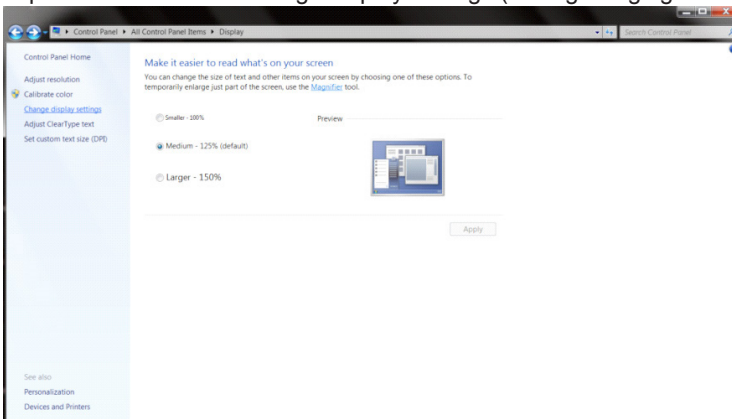 Control Panel ▸ All Control Panel Items ▸ Display
Search Control Panel
Control Panel Home
Adjust resolution
Calibrate color
Change display settings
Adjust ClearType text
Set custom text size (DPI)
Make it easier to read what's on your screen
You can change the size of text and other items on your screen by choosing one of these options. To
temporarily enlarge just part of the screen, use the Magnifier tool.
Smaller - 100%
Preview
Medium - 125% (default)
Larger - 150%
Apply
See also
Personalization
Devices and Printers